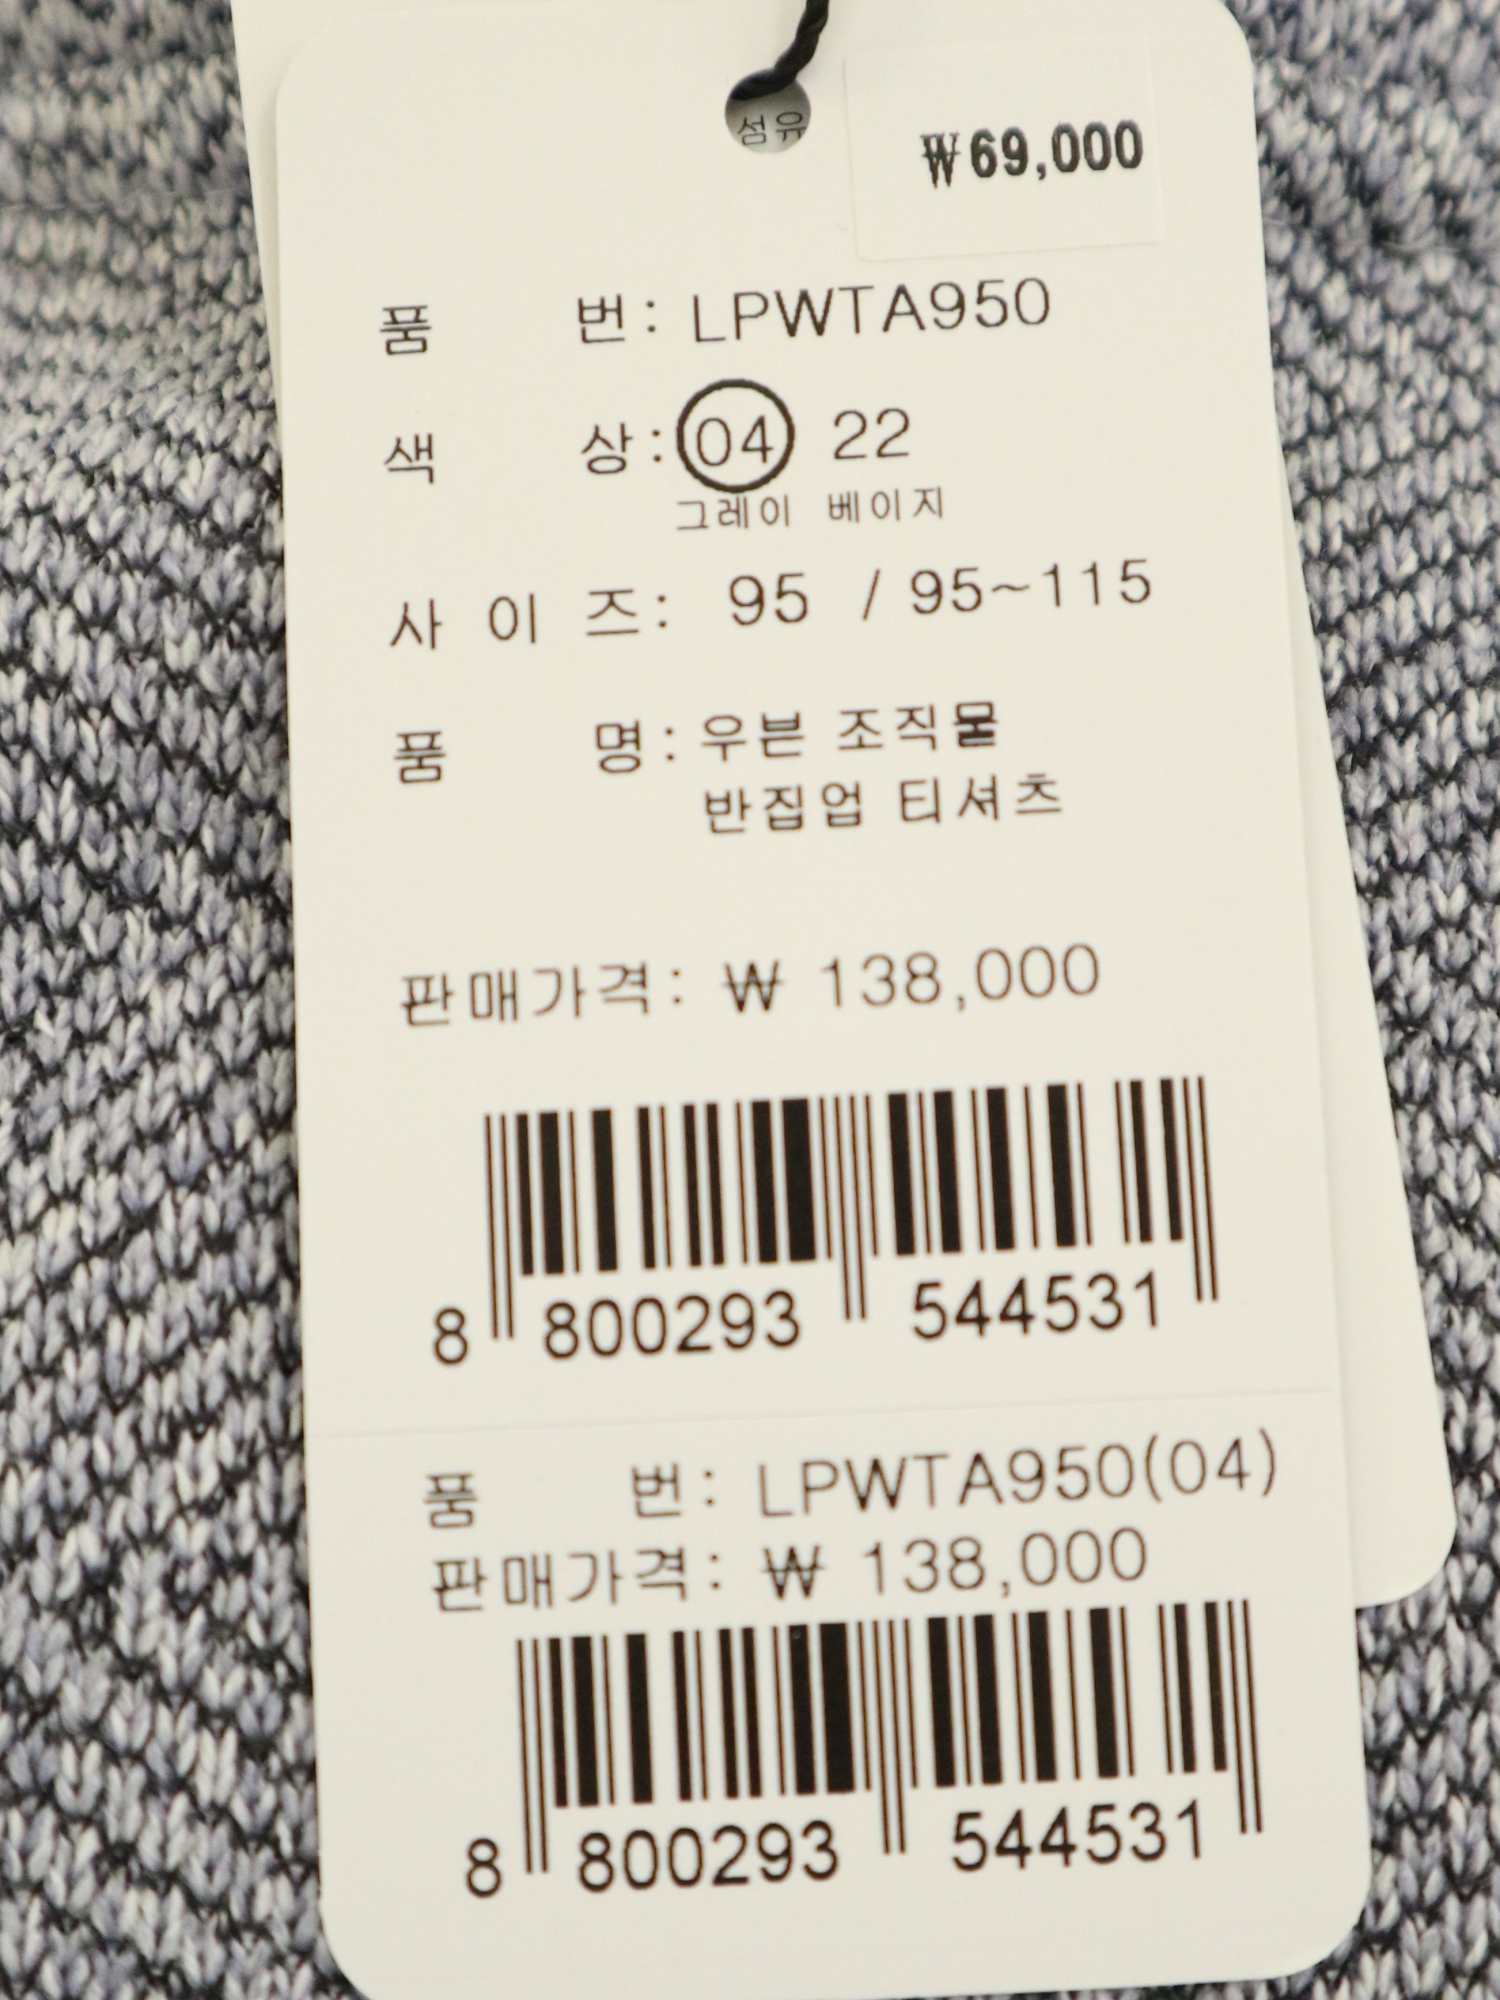 섬유
₩69,000
품 번: LPWTA950
색 상: 04 22
그레이 베이지
사 이 즈: 95 / 95~115
품 명: 우븐 조직물
반집업 티셔츠
판매가격: ₩ 138,000
8 800293 544531
품 번: LPWTA950(04)
판매가격: ₩ 138,000
8 800293 544531